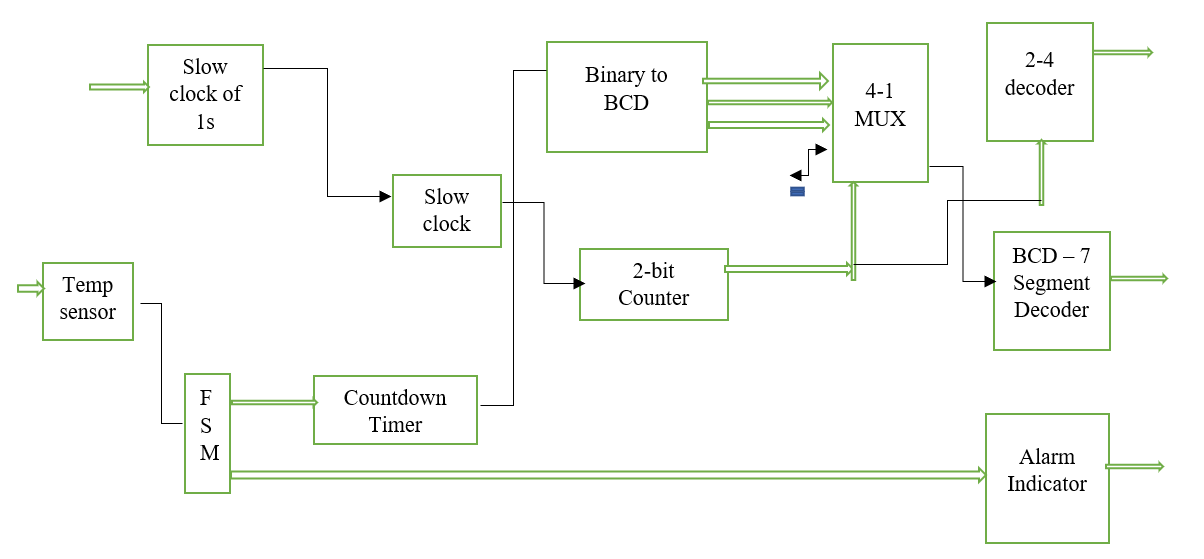 Slow
clock of
1s
Binary to
BCD
4-1
MUX
2-4
decoder
Slow
clock
2-bit
Counter
BCD – 7
Segment
Decoder
Temp
sensor
F
S
M
Countdown
Timer
Alarm
Indicator